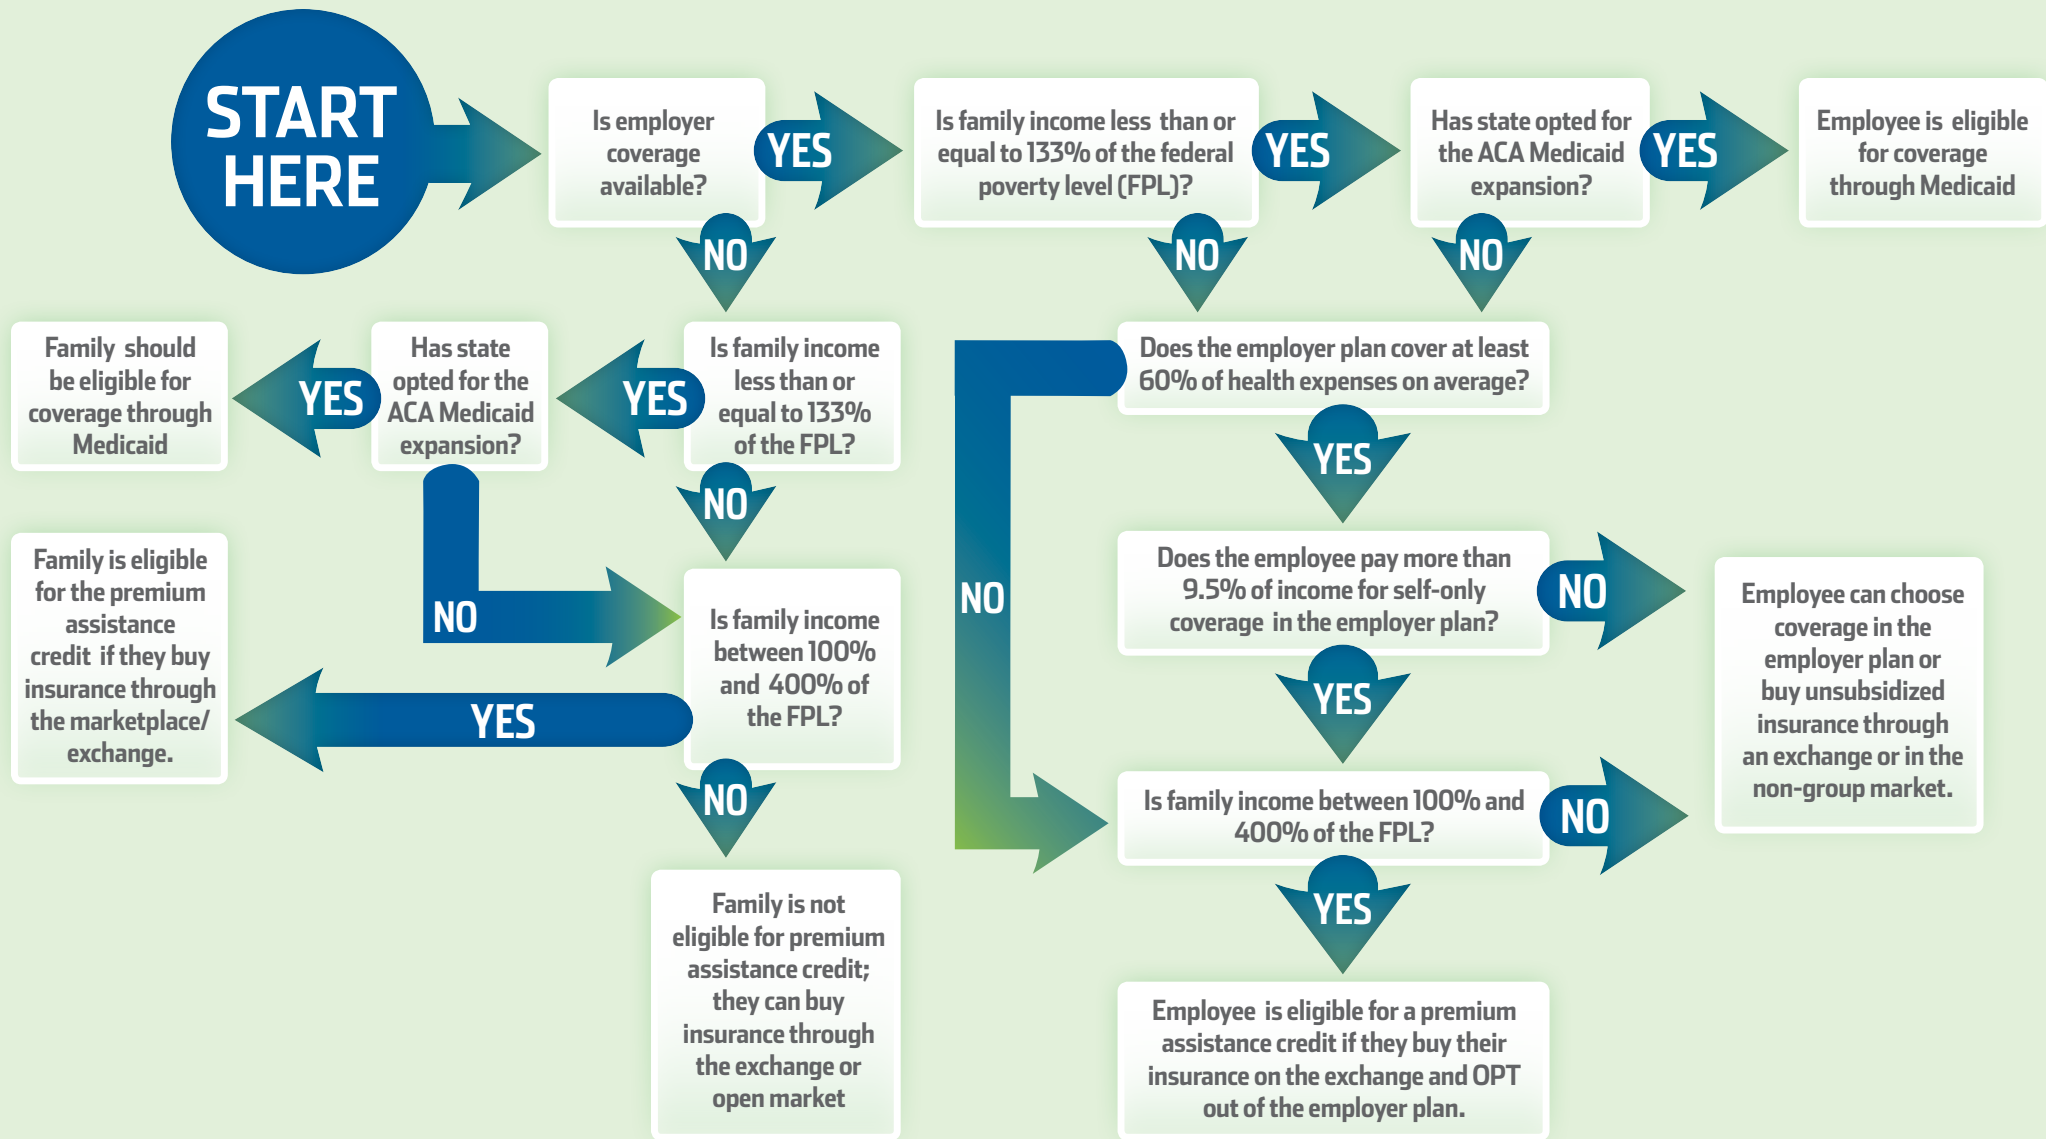 START
HERE
Is employer
coverage
available?
YES
Is family income less than or
equal to 133% of the federal
poverty level (FPL)?
YES
Has state opted for
the ACA Medicaid
expansion?
YES
Employee is eligible
for coverage
through Medicaid
NO
NO
NO
Family should
be eligible for
coverage through
Medicaid
YES
Has state
opted for the
ACA Medicaid
expansion?
YES
Is family income
less than or
equal to 133%
of the FPL?
Does the employer plan cover at least
60% of health expenses on average?
NO
YES
Family is eligible
for the premium
assistance
credit if they buy
insurance through
the marketplace/
exchange.
NO
Is family income
between 100%
and 400% of
the FPL?
YES
NO
Does the employee pay more than
9.5% of income for self-only
coverage in the employer plan?
NO
Employee can choose
coverage in the
employer plan or
buy unsubsidized
insurance through
an exchange or in the
non-group market.
YES
NO
Is family income between 100% and
400% of the FPL?
NO
YES
Family is not
eligible for premium
assistance credit;
they can buy
insurance through
the exchange or
open market
Employee is eligible for a premium
assistance credit if they buy their
insurance on the exchange and OPT
out of the employer plan.